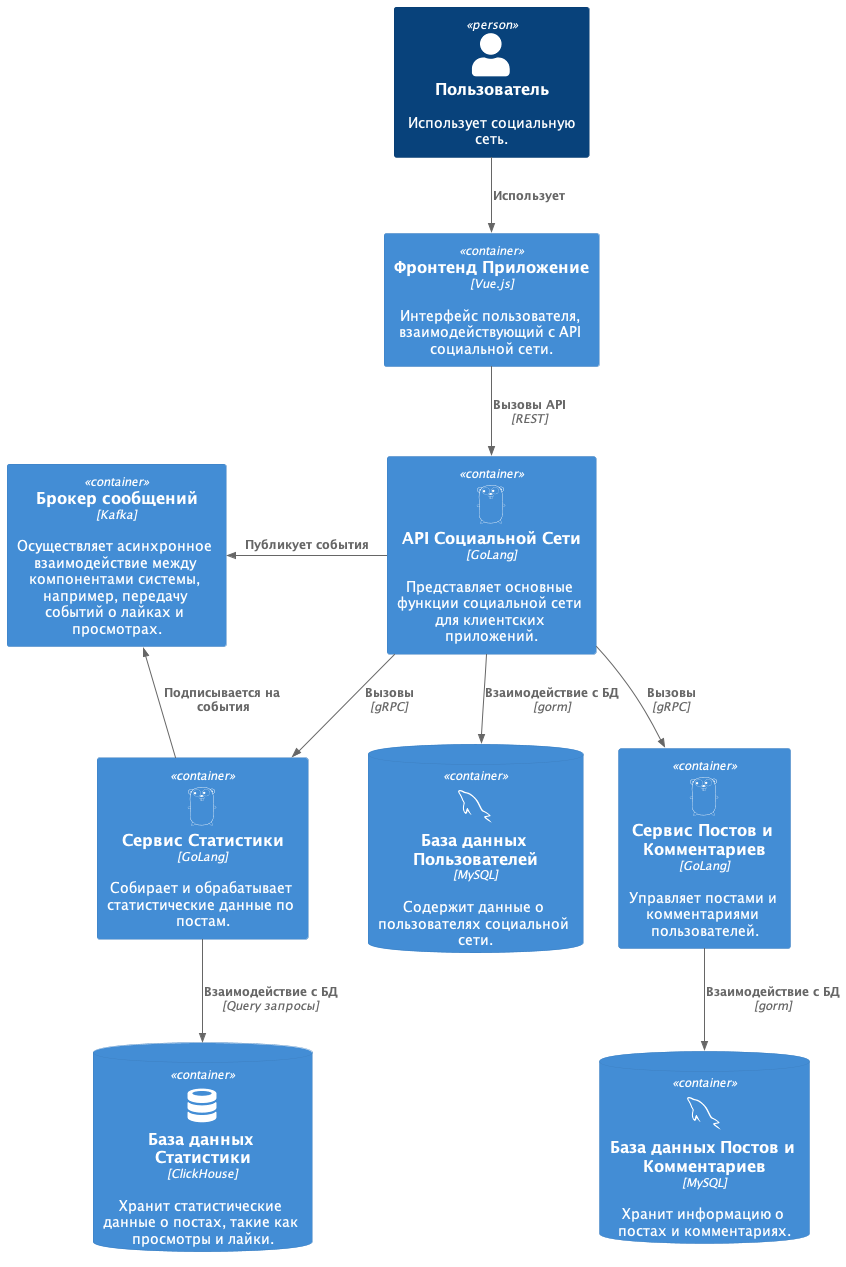 «person»
Пользователь
Использует социальную
сеть.
Использует
«container»
Фронтенд Приложение
[Vue.js]
Интерфейс пользователя,
взаимодействующий с API
социальной сети.
Вызовы API
[REST]
«container»
Брокер сообщений
[Kafka]
Осуществляет асинхронное
взаимодействие между
компонентами системы,
например, передачу
событий о лайках и
просмотрах.
Публикует события
«container»
API Социальной Сети
[GoLang]
Представляет основные
функции социальной сети
для клиентских
приложений.
Подписывается на
события
Вызовы
[gRPC]
Взаимодействие с БД
[gorm]
Вызовы
[gRPC]
«container»
Сервис Статистики
[GoLang]
Собирает и обрабатывает
статистические данные по
постам.
«container»
База данных
Пользователей
[MySQL]
Содержит данные о
пользователях социальной
сети.
«container»
Сервис Постов и
Комментариев
[GoLang]
Управляет постами и
комментариями
пользователей.
Взаимодействие с БД
[Query запросы]
Взаимодействие с БД
[gorm]
«container»
База данных
Статистики
[ClickHouse]
Хранит статистические
данные о постах, такие как
просмотры и лайки.
«container»
База данных Постов и
Комментариев
[MySQL]
Хранит информацию о
постах и комментариях.